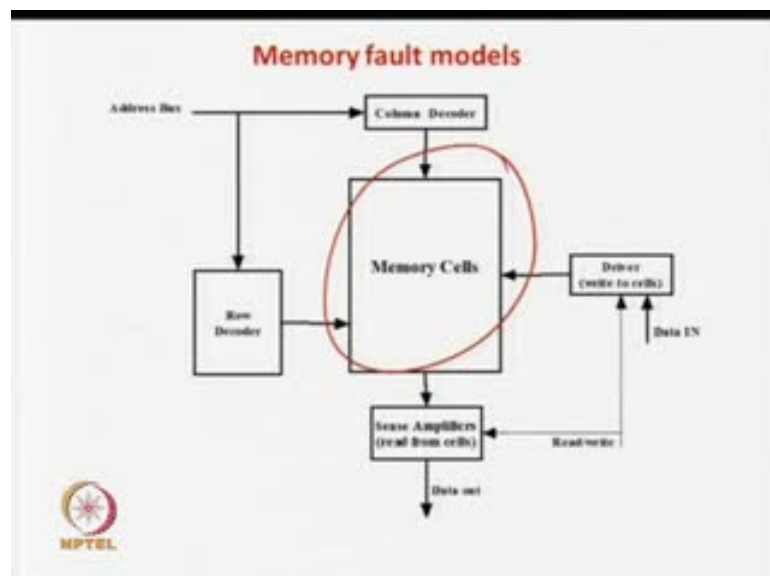 Memory fault models
Address Bus
Column Decoder
Memory Cells
Driver
(write to cells)
Row
Decoder
Data IN
Sense Amplifiers
(read from cells)
Read/write
Data out
NPTEL